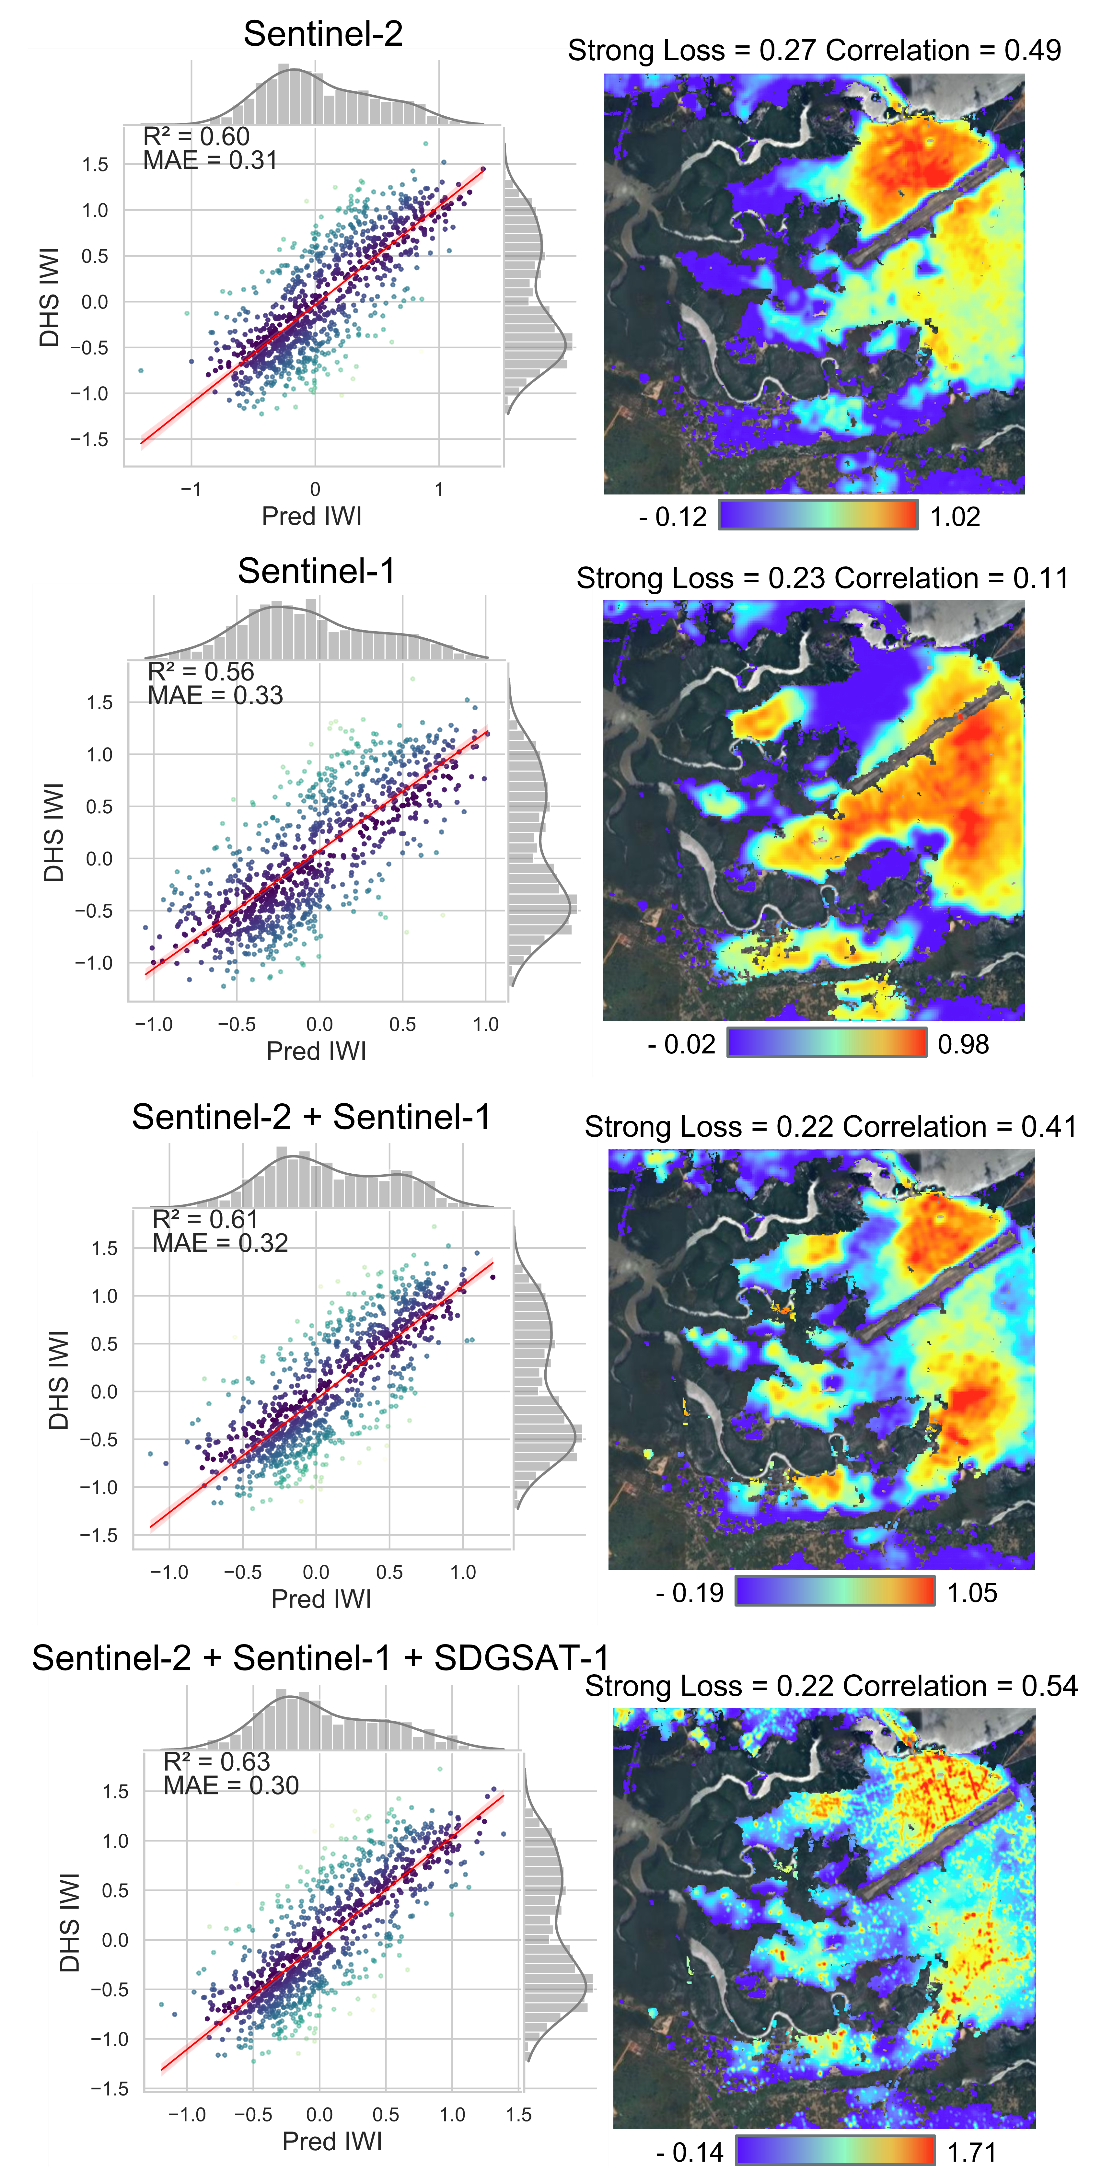 Sentinel-2
Strong Loss = 0.27 Correlation = 0.49
R² = 0.60
MAE = 0.31
1.5
1.0
0.5
0.0
−0.5
−1.0
−1.5
DHS IWI
−1
0
1
Pred IWI
- 0.12
1.02
Sentinel-1
Strong Loss = 0.23 Correlation = 0.11
R² = 0.56
MAE = 0.33
1.5
1.0
0.5
0.0
−0.5
−1.0
DHS IWI
−1.0
−0.5
0.0
0.5
1.0
Pred IWI
- 0.02
0.98
Sentinel-2 + Sentinel-1
Strong Loss = 0.22 Correlation = 0.41
R² = 0.61
MAE = 0.32
1.5
1.0
0.5
0.0
−0.5
−1.0
−1.5
DHS IWI
−1.0
−0.5
0.0
0.5
1.0
Pred IWI
- 0.19
1.05
Sentinel-2 + Sentinel-1 + SDGSAT-1
Strong Loss = 0.22 Correlation = 0.54
R² = 0.63
MAE = 0.30
1.5
1.0
0.5
0.0
−0.5
−1.0
−1.5
DHS IWI
−1.0
−0.5
0.0
0.5
1.0
1.5
Pred IWI
- 0.14
1.71